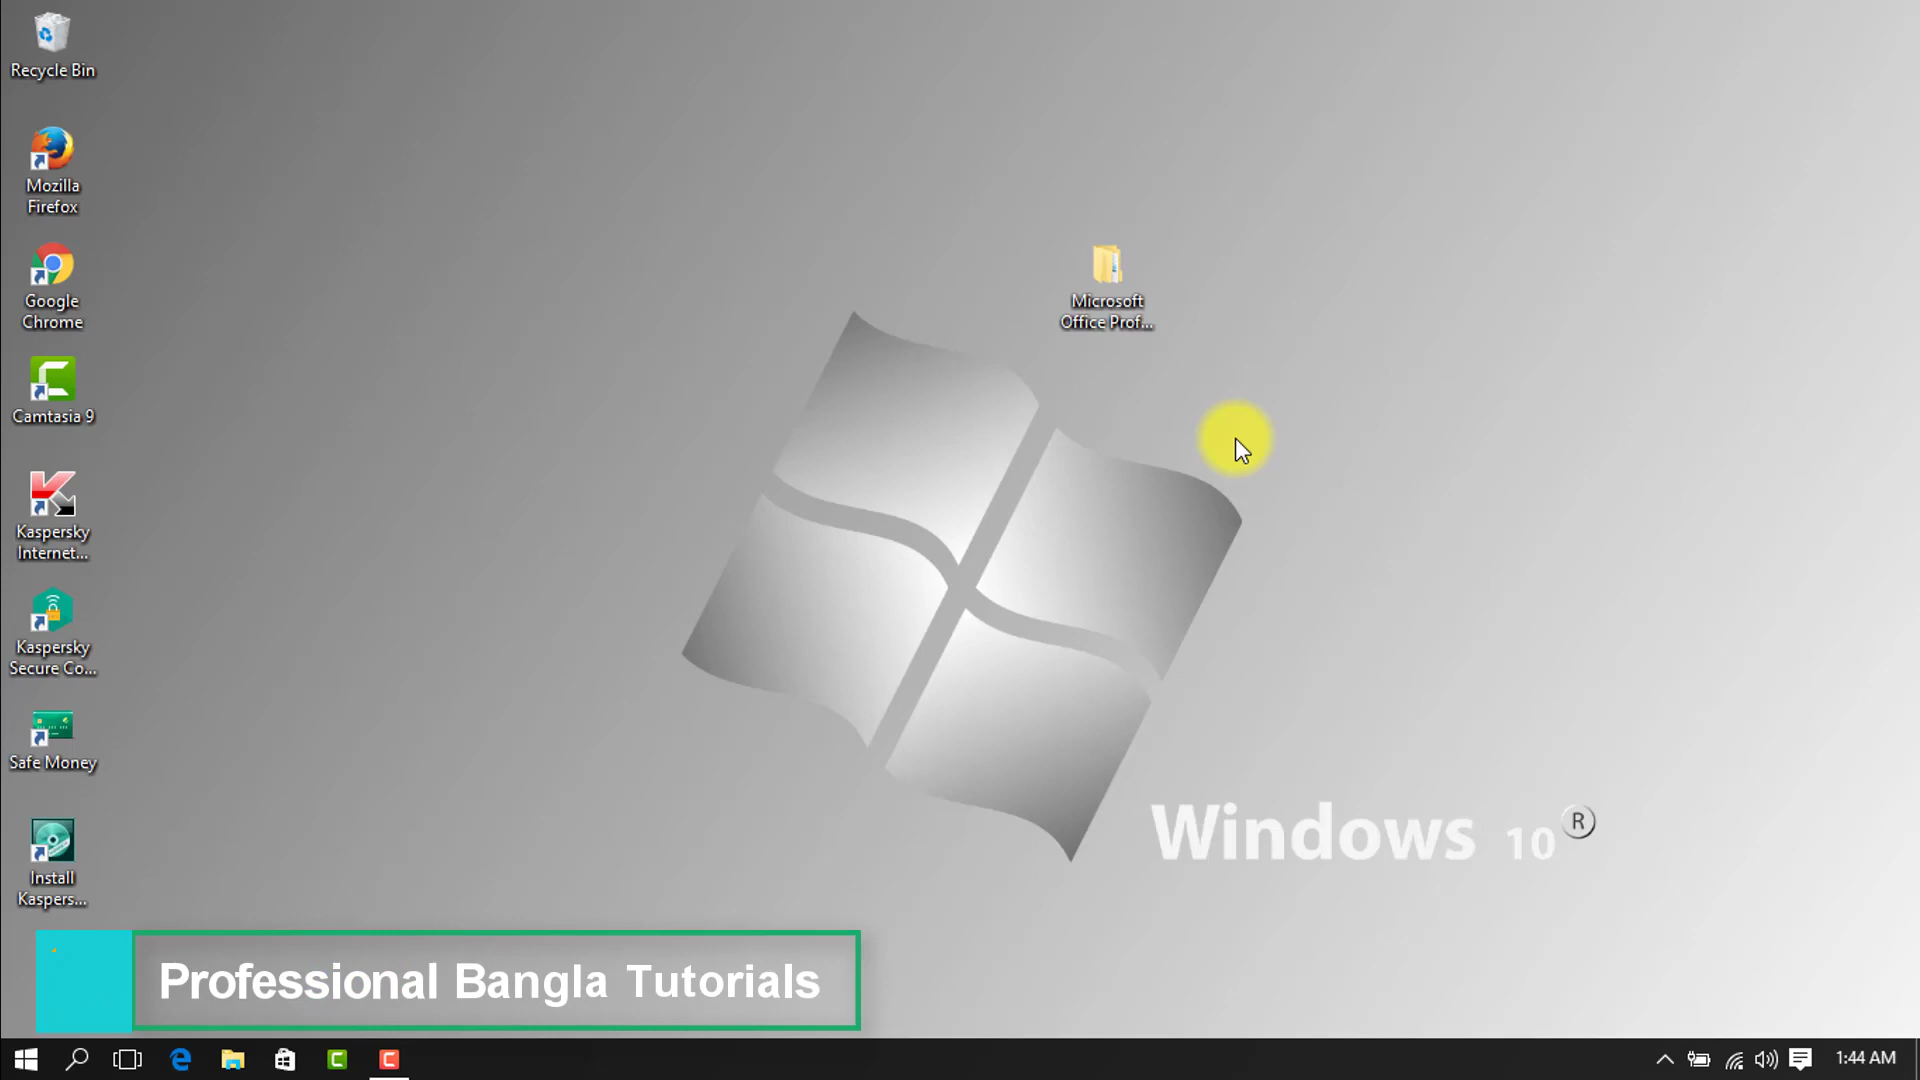 Recycle Bin
Mozilla
Firefox
Google
Chrome
Camtasia 9
Kaspersky
Internet...
Kaspersky
Secure Co...
Safe Money
Install
Kaspers...
Microsoft
Office Prof...
Windows 10 ®
Professional Bangla Tutorials
1:44 AM